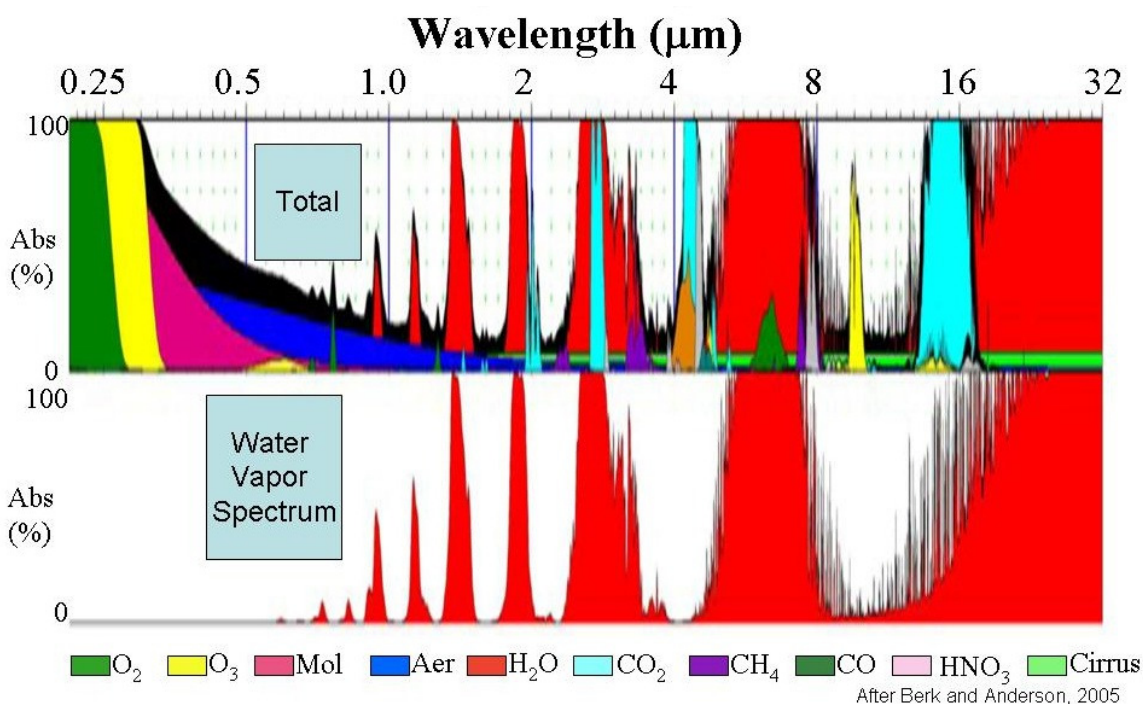 Wavelength (μm)
0.25 0.5 1.0 2 4 8 16 32
100
Total
Abs
(%)
0
100
Water
Vapor
Spectrum
Abs
(%)
0
O₂ O₃ Mol Aer H₂O CO₂ CH₄ CO HNO₃ Cirrus
After Berk and Anderson, 2005